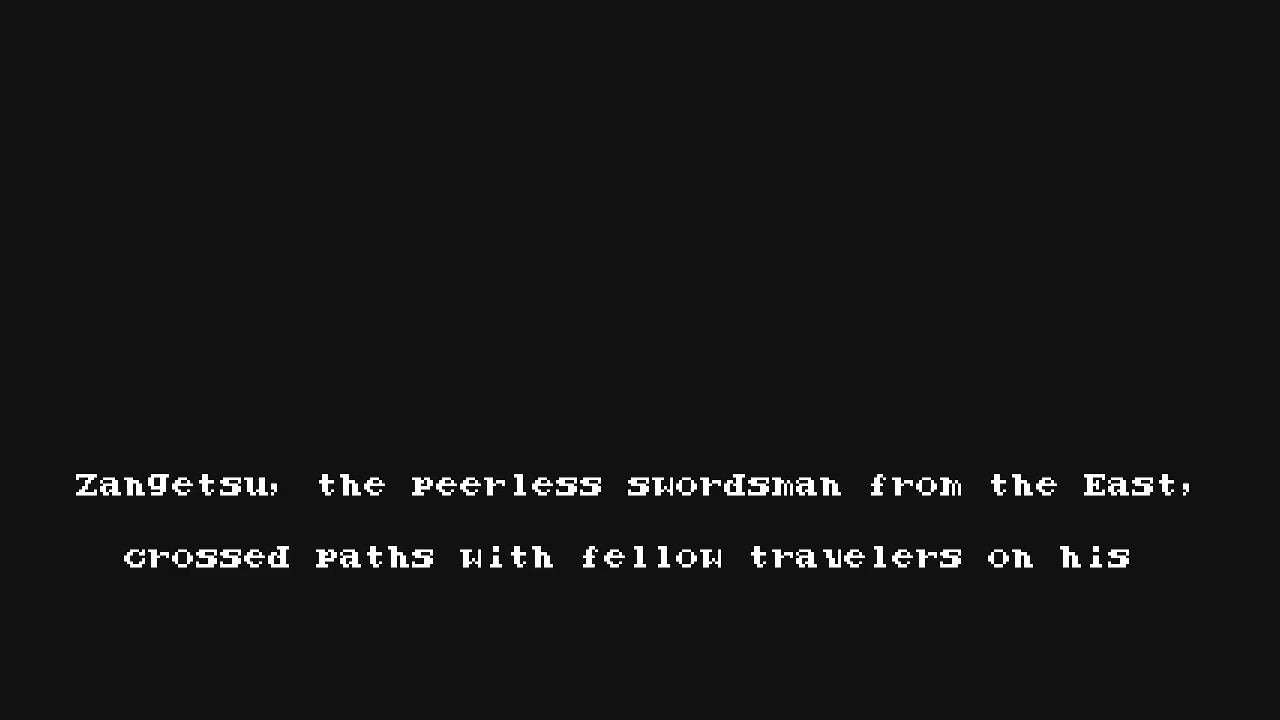 Zangetsu, the peerless swordsman from the East,
crossed paths with fellow travelers on his